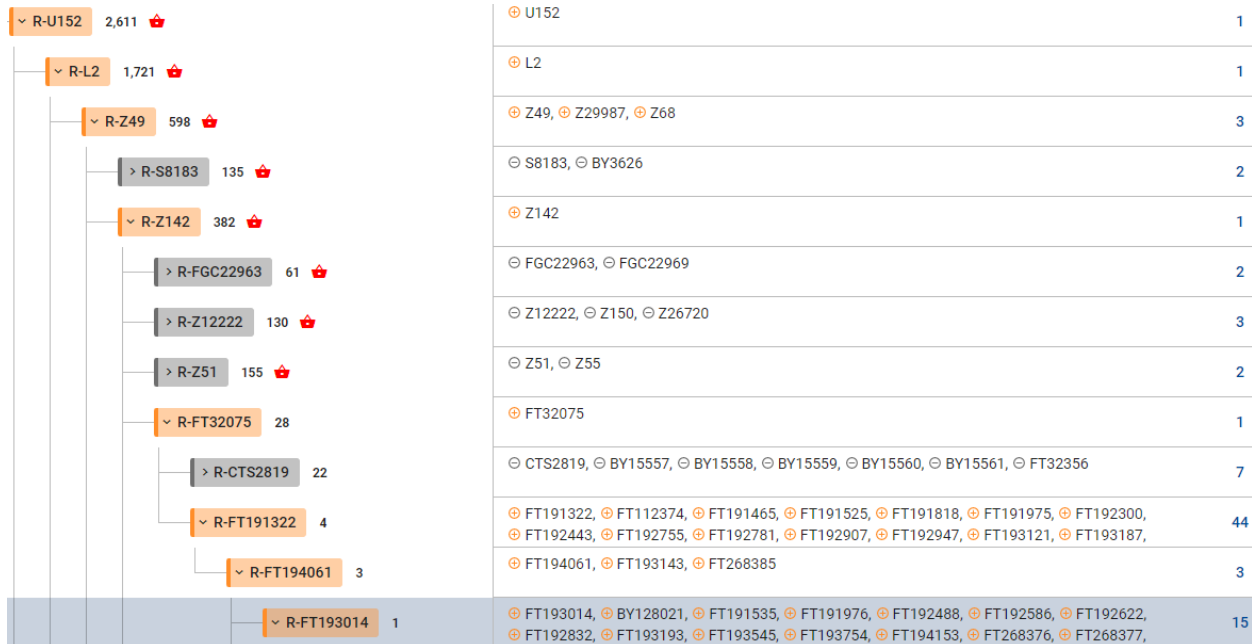 R-U152 2,611 U152 1
R-L2 1,721 L2 1
R-Z49 598 Z49, Z29987, Z68 3
R-S8183 135 S8183, BY3626 2
R-Z142 382 Z142 1
R-FGC22963 61 FGC22963, FGC22969 2
R-Z12222 130 Z12222, Z150, Z26720 3
R-Z51 155 Z51, Z55 2
R-FT32075 28 FT32075 1
R-CTS2819 22 CTS2819, BY15557, BY15558, BY15559, BY15560, BY15561, FT32356 7
R-FT191322 4 FT191322, FT112374, FT191465, FT191525, FT191818, FT191975, FT192300, 44
FT192443, FT192755, FT192781, FT192907, FT192947, FT193121, FT193187,
R-FT194061 3 FT194061, FT193143, FT268385 3
R-FT193014 1 FT193014, BY128021, FT191535, FT191976, FT192488, FT192586, FT192622, 15
FT192832, FT193193, FT193545, FT193754, FT194153, FT268376, FT268377,